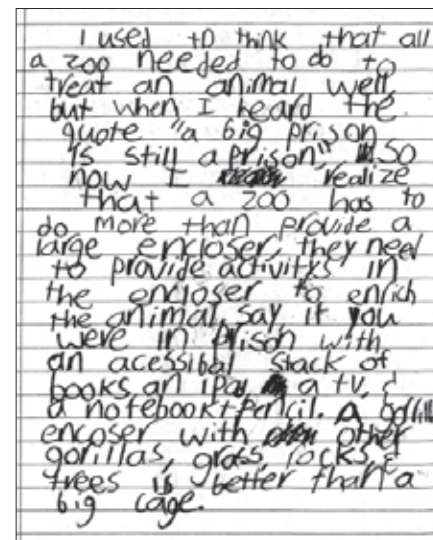 I used to think that all
a zoo needed to do to
treat an animal well,
but when I heard the
quote "a big prison
is still a prison," So
now I realize
that a zoo has to
do more than provide a
large encloser, they need
to provide activitys in
the encloser to enrich
the animal, say, if you
were in prison with
an acessibal stack of
books, an ipad a tv, &
a notebook+pencil. A gorilla
encoser with other
gorillas, grass, rocks, &
trees is better than a
big cage.